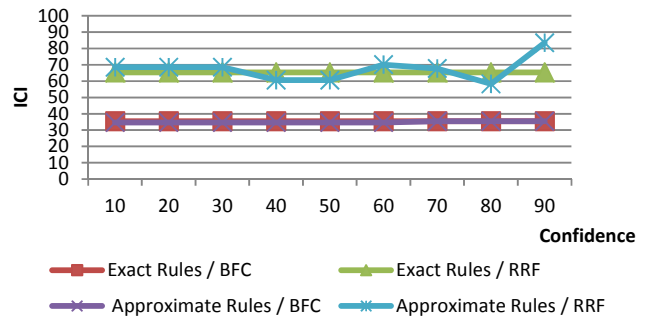 100
90
80
70
60
50
40
30
20
10
0
ICI
10 20 30 40 50 60 70 80 90
Confidence
Exact Rules / BFC Exact Rules / RRF
Approximate Rules / BFC Approximate Rules / RRF